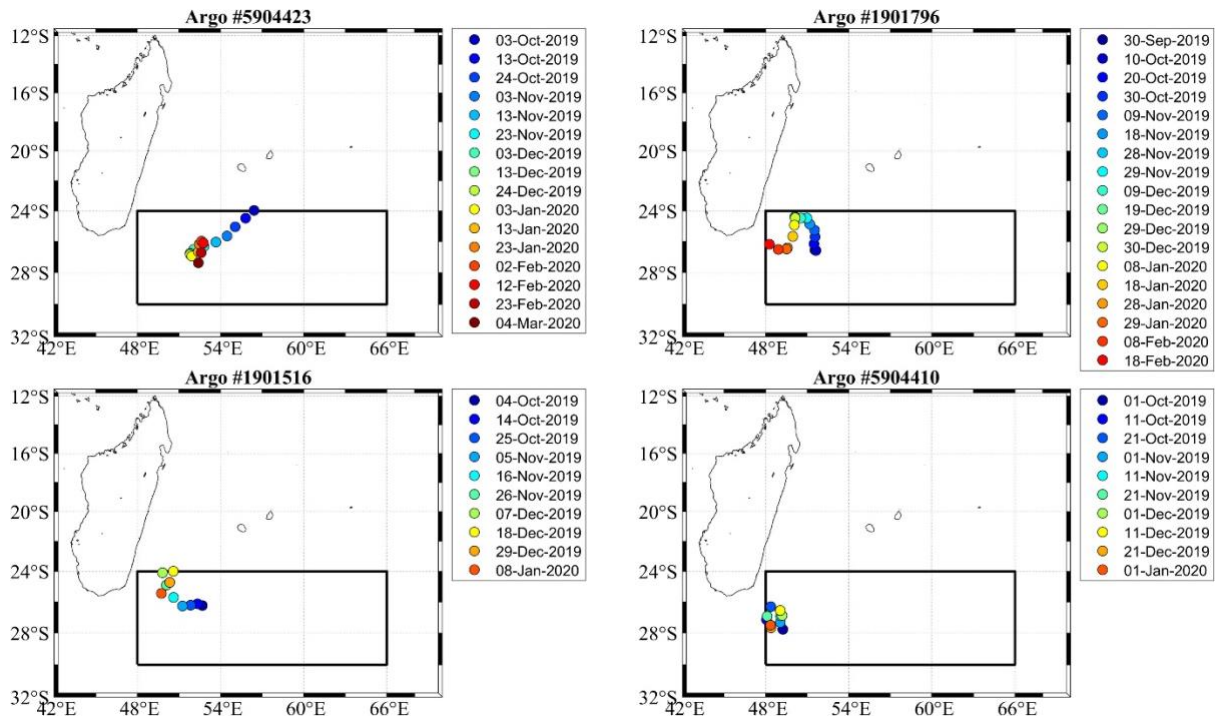 Argo #5904423
12°S
16°S
20°S
24°S
28°S
32°S
42°E
48°E
54°E
60°E
66°E
03-Oct-2019
13-Oct-2019
24-Oct-2019
03-Nov-2019
13-Nov-2019
23-Nov-2019
03-Dec-2019
13-Dec-2019
24-Dec-2019
03-Jan-2020
13-Jan-2020
23-Jan-2020
02-Feb-2020
12-Feb-2020
23-Feb-2020
04-Mar-2020
Argo #1901796
12°S
16°S
20°S
24°S
28°S
32°S
42°E
48°E
54°E
60°E
66°E
30-Sep-2019
10-Oct-2019
20-Oct-2019
30-Oct-2019
09-Nov-2019
18-Nov-2019
28-Nov-2019
29-Nov-2019
09-Dec-2019
19-Dec-2019
29-Dec-2019
30-Dec-2019
08-Jan-2020
18-Jan-2020
28-Jan-2020
29-Jan-2020
08-Feb-2020
18-Feb-2020
Argo #1901516
12°S
16°S
20°S
24°S
28°S
32°S
42°E
48°E
54°E
60°E
66°E
04-Oct-2019
14-Oct-2019
25-Oct-2019
05-Nov-2019
16-Nov-2019
26-Nov-2019
07-Dec-2019
18-Dec-2019
29-Dec-2019
08-Jan-2020
Argo #5904410
12°S
16°S
20°S
24°S
28°S
32°S
42°E
48°E
54°E
60°E
66°E
01-Oct-2019
11-Oct-2019
21-Oct-2019
01-Nov-2019
11-Nov-2019
21-Nov-2019
01-Dec-2019
11-Dec-2019
21-Dec-2019
01-Jan-2020